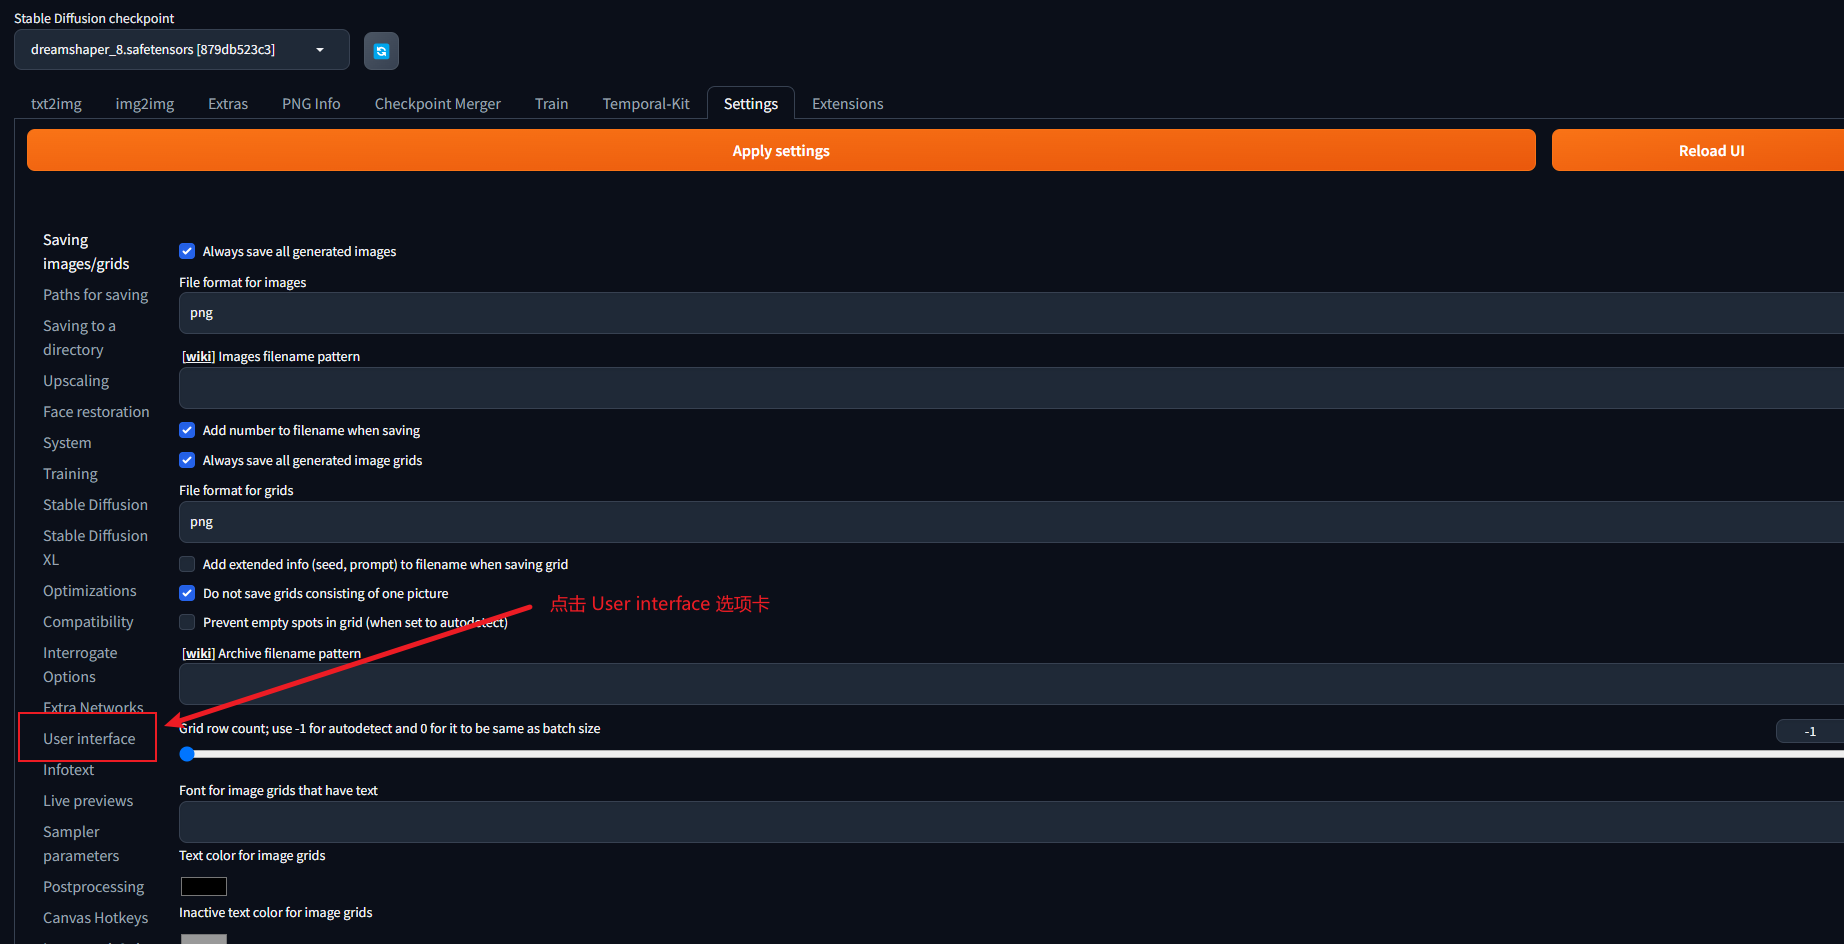 Stable Diffusion checkpoint
dreamshaper_8.safetensors [879db523c3]
txt2img img2img Extras PNG Info Checkpoint Merger Train Temporal-Kit Settings Extensions
Apply settings
Reload UI
Saving
images/grids
Paths for saving
Saving to a
directory
Upscaling
Face restoration
System
Training
Stable Diffusion
Stable Diffusion
XL
Optimizations
Compatibility
Interrogate
Options
Extra Networks
User interface
Infotext
Live previews
Sampler
parameters
Postprocessing
Canvas Hotkeys
Always save all generated images
File format for images
png
[wiki] Images filename pattern
Add number to filename when saving
Always save all generated image grids
File format for grids
png
Add extended info (seed, prompt) to filename when saving grid
Do not save grids consisting of one picture
点击 User interface 选项卡
Prevent empty spots in grid (when set to autodetect)
[wiki] Archive filename pattern
Grid row count; use -1 for autodetect and 0 for it to be same as batch size
-1
Font for image grids that have text
Text color for image grids
Inactive text color for image grids